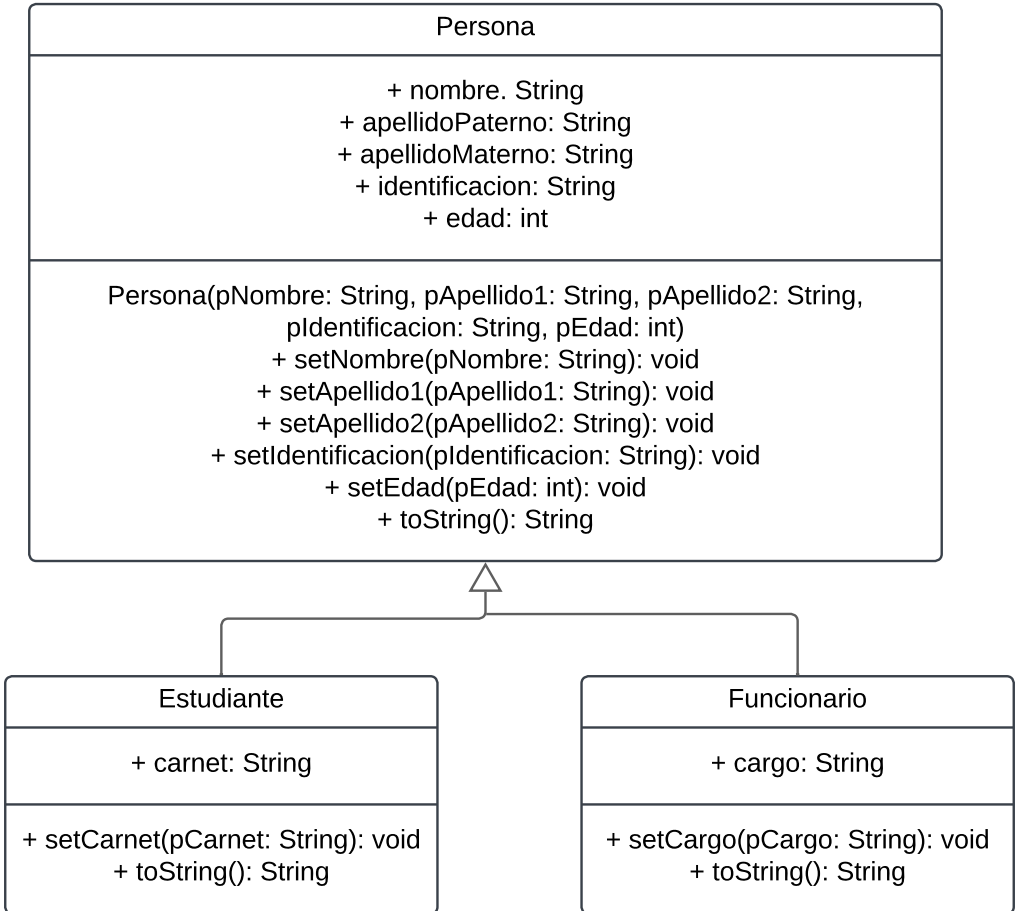 Persona
+ nombre. String
+ apellidoPaterno: String
+ apellidoMaterno: String
+ identificacion: String
+ edad: int
Persona(pNombre: String, pApellido1: String, pApellido2: String,
pIdentificacion: String, pEdad: int)
+ setNombre(pNombre: String): void
+ setApellido1(pApellido1: String): void
+ setApellido2(pApellido2: String): void
+ setIdentificacion(pIdentificacion: String): void
+ setEdad(pEdad: int): void
+ toString(): String
Estudiante
+ carnet: String
+ setCarnet(pCarnet: String): void
+ toString(): String
Funcionario
+ cargo: String
+ setCargo(pCargo: String): void
+ toString(): String